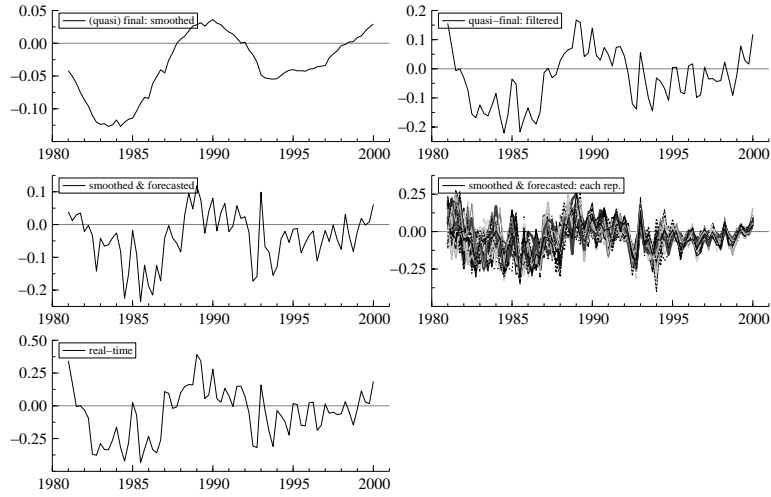 0.05
(quasi) final: smoothed
0.00
−0.05
−0.10
1980 1985 1990 1995 2000
quasi−final: filtered
0.1
0.0
−0.1
−0.2
1980 1985 1990 1995 2000
smoothed & forecasted
0.1
0.0
−0.1
−0.2
1980 1985 1990 1995 2000
0.25
smoothed & forecasted: each rep.
0.00
−0.25
1980 1985 1990 1995 2000
0.50
real−time
0.25
0.00
−0.25
1980 1985 1990 1995 2000